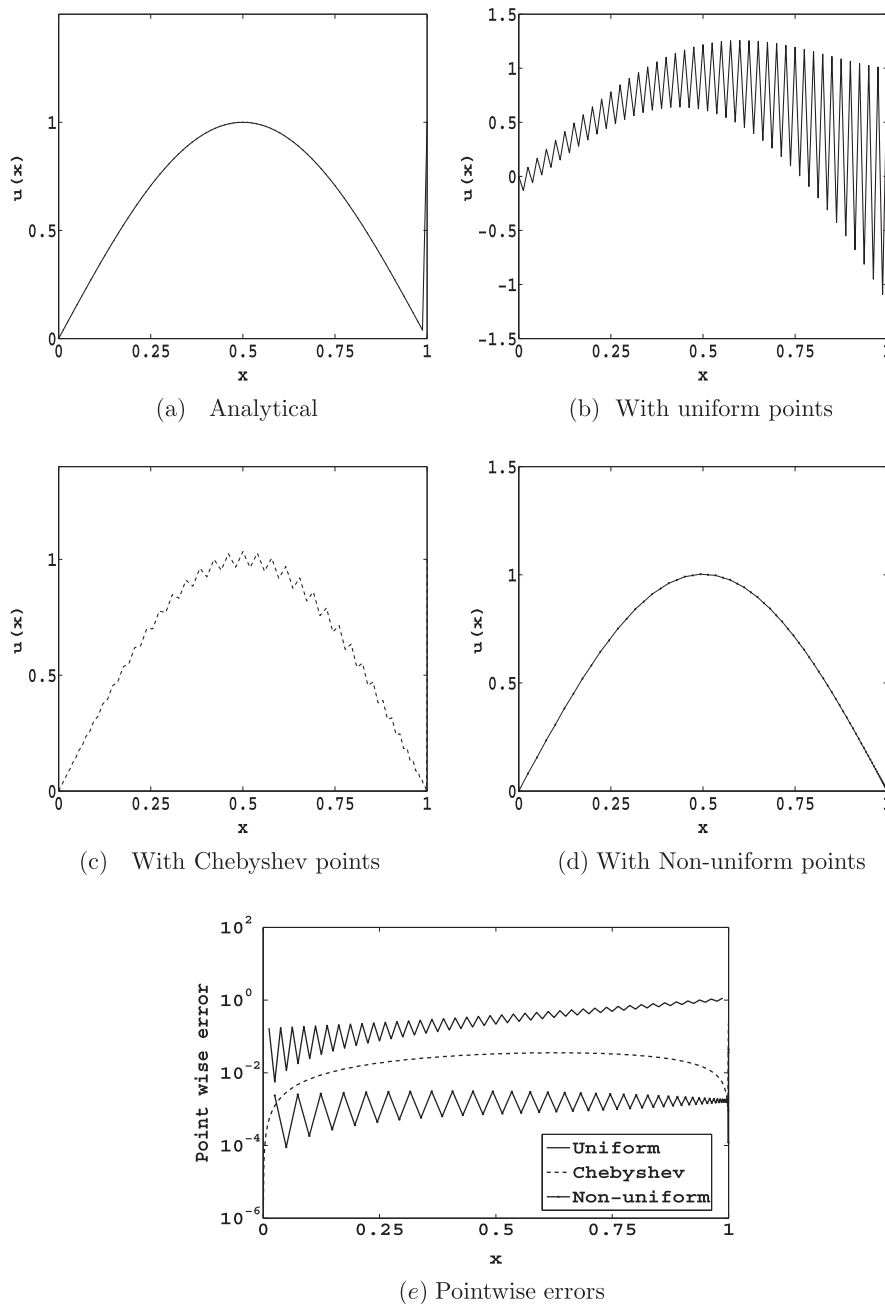 1
0.5
0
0 0.25 0.5 0.75 1
u(x)
x
(a) Analytical
1.5
1
0.5
0
-0.5
-1
-1.5
0 0.25 0.5 0.75 1
u(x)
x
(b) With uniform points
1
0.5
0
0 0.25 0.5 0.75 1
u(x)
x
(c) With Chebyshev points
1.5
1
0.5
0
0 0.25 0.5 0.75 1
u(x)
x
(d) With Non-uniform points
10^2
10^0
10^-2
10^-4
10^-6
0 0.25 0.5 0.75 1
Point wise error
x
Uniform
Chebyshev
Non-uniform
(e) Pointwise errors